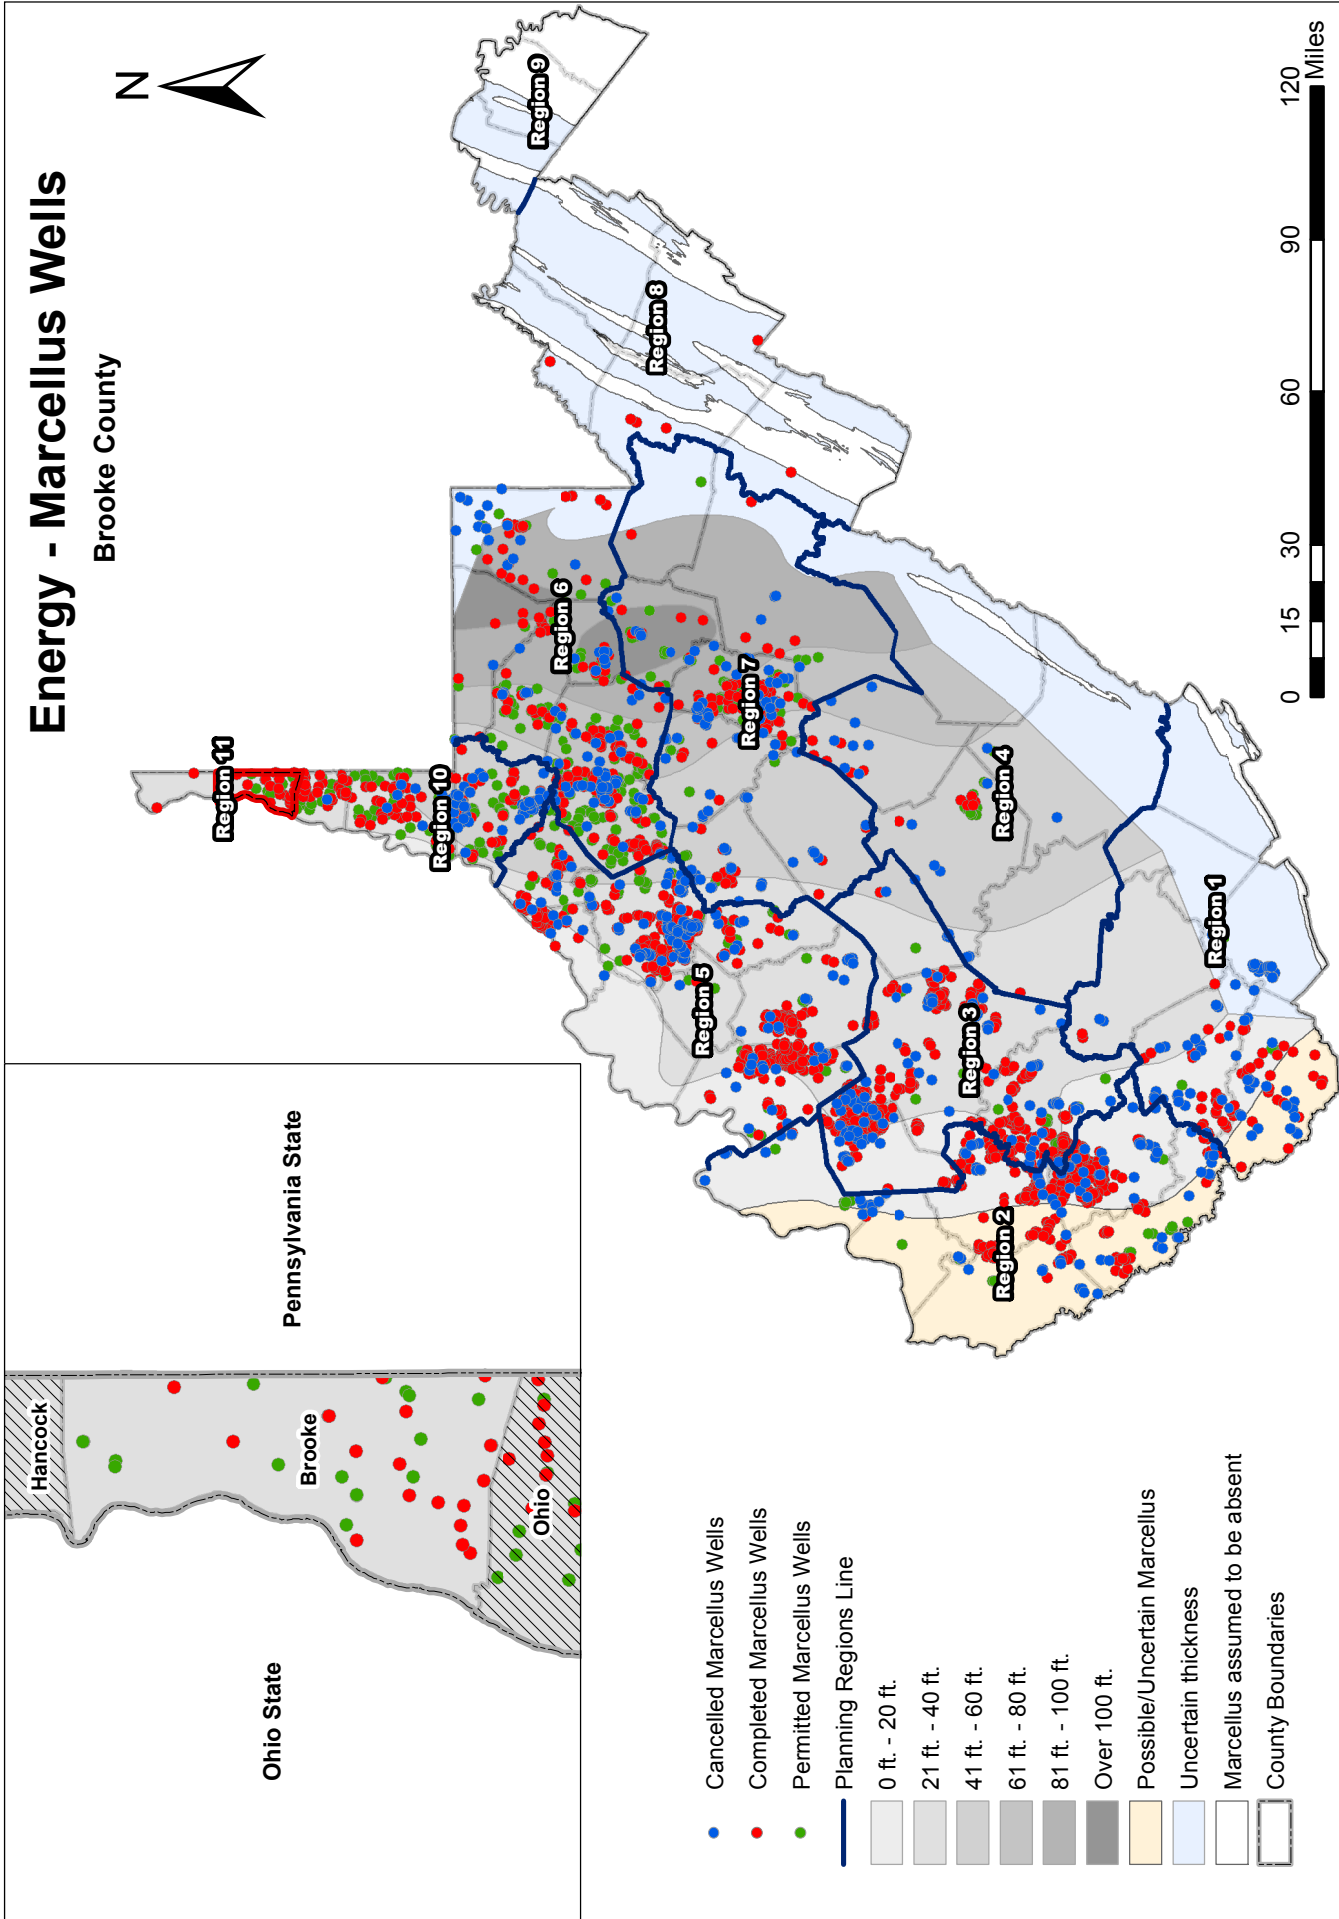 Energy - Marcellus Wells
Brooke County
N
Region 11
Region 10
Region 9
Region 8
Region 6
Region 7
Region 5
Region 4
Region 3
Region 2
Region 1
Ohio State
Pennsylvania State
Hancock
Brooke
Ohio
Cancelled Marcellus Wells
Completed Marcellus Wells
Permitted Marcellus Wells
Planning Regions Line
0 ft. - 20 ft.
21 ft. - 40 ft.
41 ft. - 60 ft.
61 ft. - 80 ft.
81 ft. - 100 ft.
Over 100 ft.
Possible/Uncertain Marcellus
Uncertain thickness
Marcellus assumed to be absent
County Boundaries
0 15 30 60 90 120
Miles